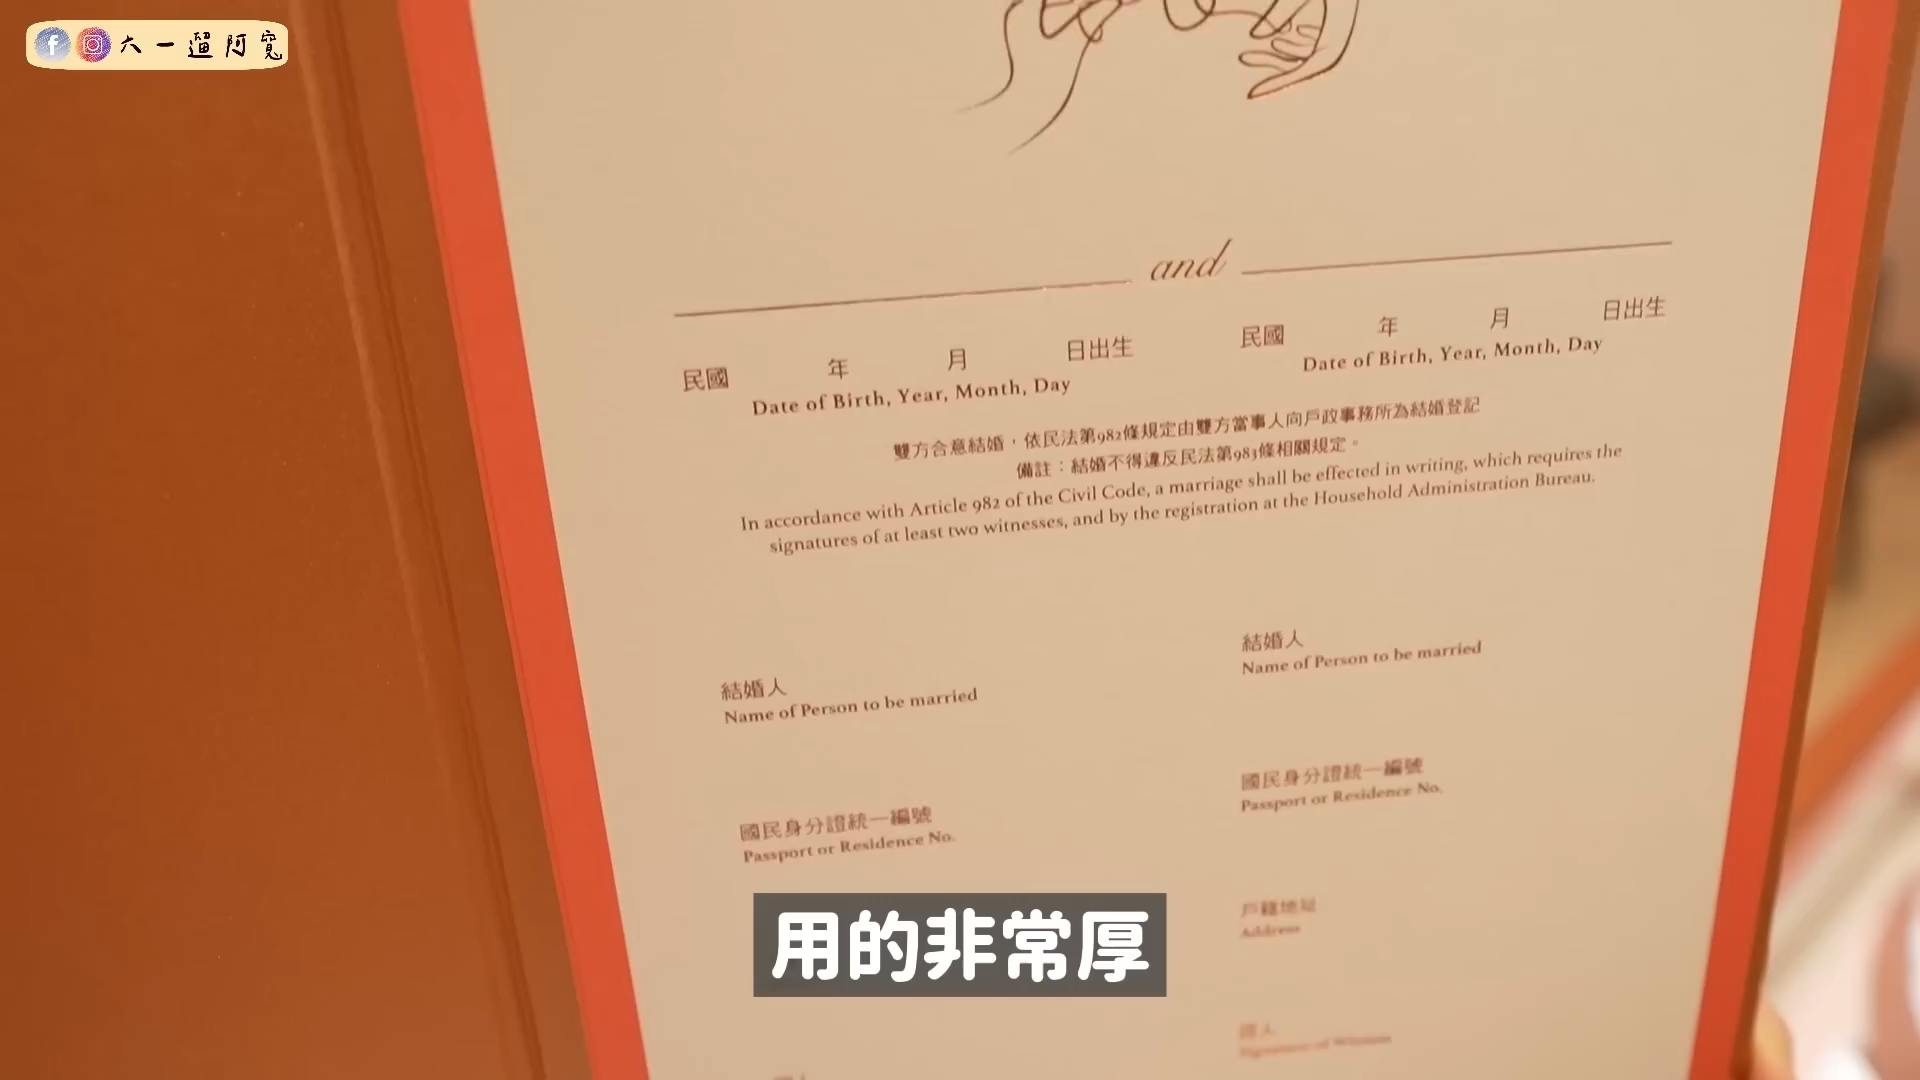 六一遛阿寬
and
民國 年 月 日出生
Date of Birth, Year, Month, Day
民國 年 月 日出生
Date of Birth, Year, Month, Day
雙方合意結婚，依民法第982條規定由雙方當事人向戶政事務所為結婚登記
備註：結婚不得違反民法第983條相關規定。
In accordance with Article 982 of the Civil Code, a marriage shall be effected in writing, which requires the
signatures of at least two witnesses, and by the registration at the Household Administration Bureau.
結婚人
Name of Person to be married
結婚人
Name of Person to be married
國民身分證統一編號
Passport or Residence No.
國民身分證統一編號
Passport or Residence No.
戶籍地址
Address
用的非常厚
證人
Signature of Witness